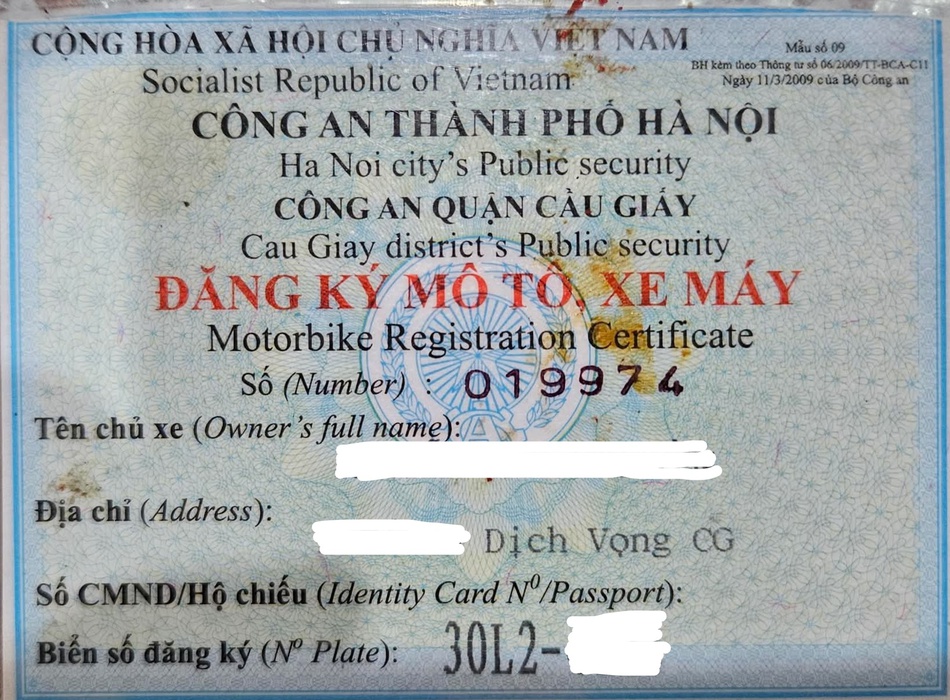 CỘNG HÒA XÃ HỘI CHỦ NGHĨA VIỆT NAM
Socialist Republic of Vietnam
Mẫu số 09
BH kèm theo Thông tư số 06/2009/TT-BCA-C11
Ngày 11/3/2009 của Bộ Công an
CÔNG AN THÀNH PHỐ HÀ NỘI
Ha Noi city's Public security
CÔNG AN QUẬN CẦU GIẤY
Cau Giay district's Public security
ĐĂNG KÝ MÔ TÔ, XE MÁY
Motorbike Registration Certificate
Số (Number) : 019974
Tên chủ xe (Owner's full name):
Địa chỉ (Address):
Dịch Vọng CG
Số CMND/Hộ chiếu (Identity Card N⁰/Passport):
Biển số đăng ký (Nº Plate): 30L2-